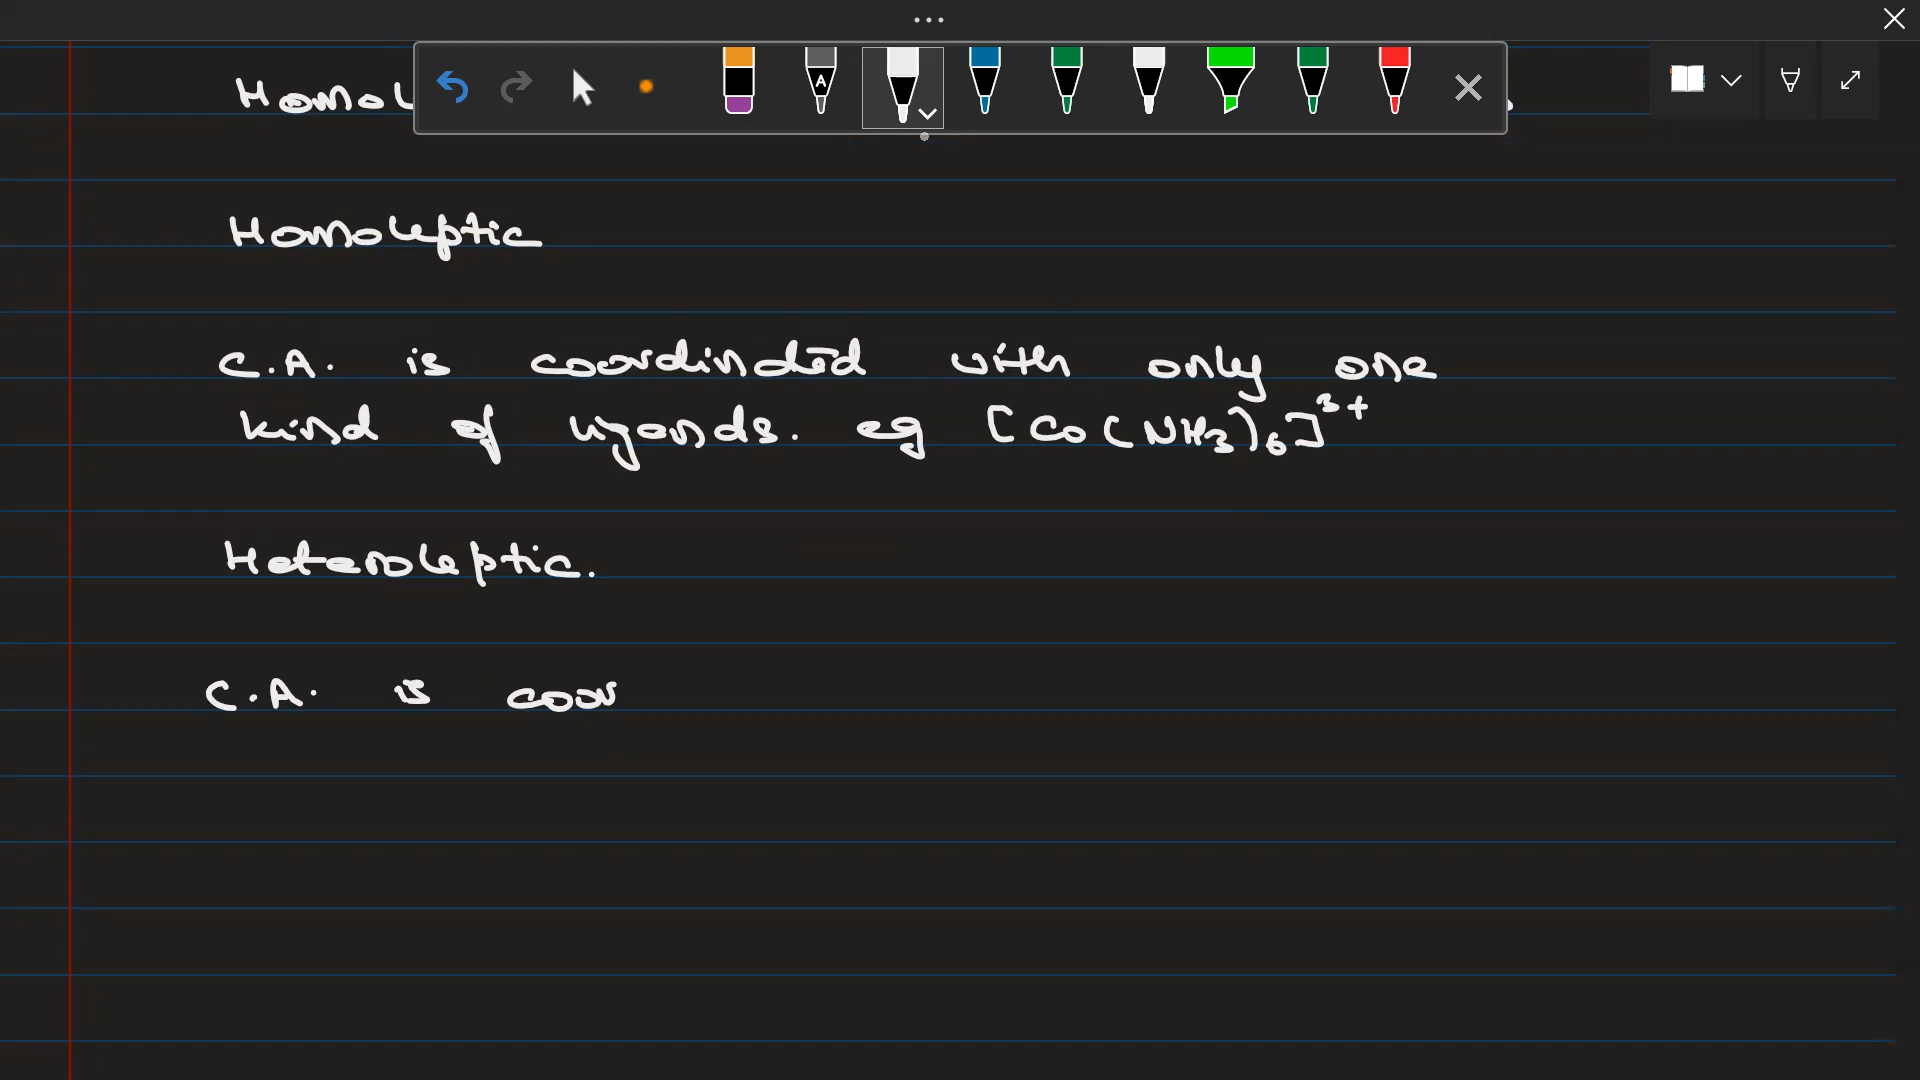 Homol
Homoleptic
C.A. is coordinated with only one
kind of ligands. eg [Co(NH3)6]3+
Heteroleptic.
C.A. is coor